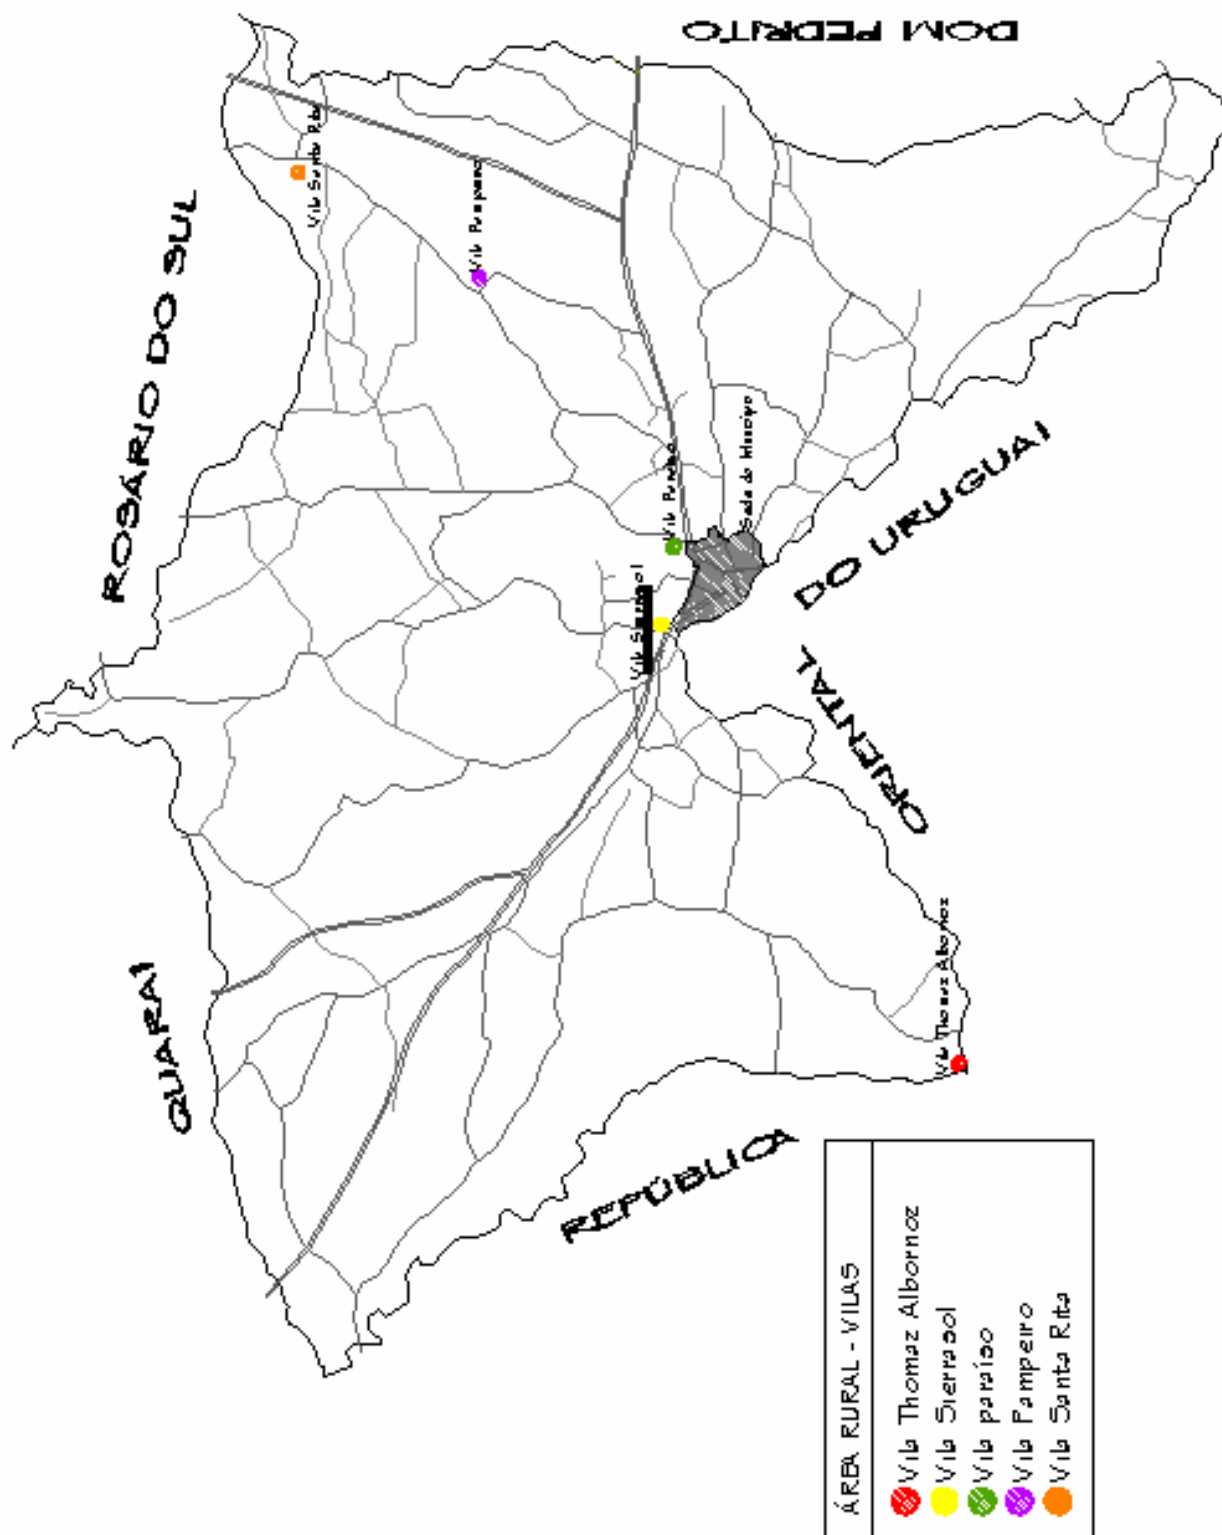 ROSÁRIO DO SUL
DOM PEDRITO
QUARAÍ
REPÚBLICA
ORIENTAL
DO URUGUAI
Vila Santa Rita
Vila Pampeiro
Vila Paraíso
Sede do Município
Vila Sierrasol
Vila Thomaz Albornoz
ÁREA RURAL - VILAS
Vila Thomaz Albornoz
Vila Sierrasol
Vila paraíso
Vila Pampeiro
Vila Santa Rita